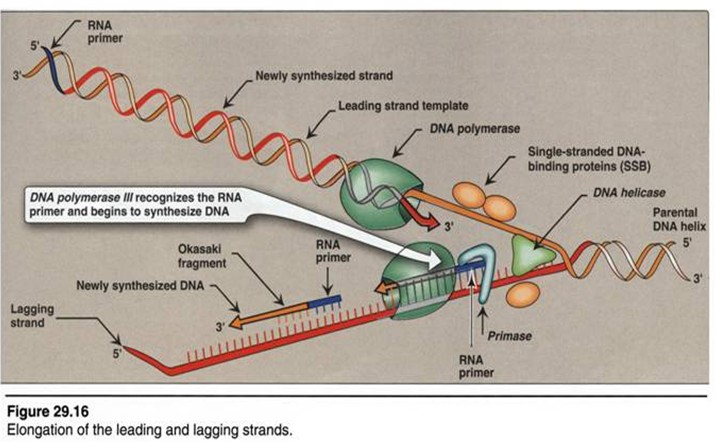 RNA
primer
5'
3'
Newly synthesized strand
Leading strand template
DNA polymerase
Single-stranded DNA-
binding proteins (SSB)
DNA helicase
Parental
DNA helix
5'
3'
DNA polymerase III recognizes the RNA
primer and begins to synthesize DNA
3'
Okasaki
fragment
RNA
primer
Newly synthesized DNA
3'
Lagging
strand
5'
Primase
RNA
primer
Figure 29.16
Elongation of the leading and lagging strands.